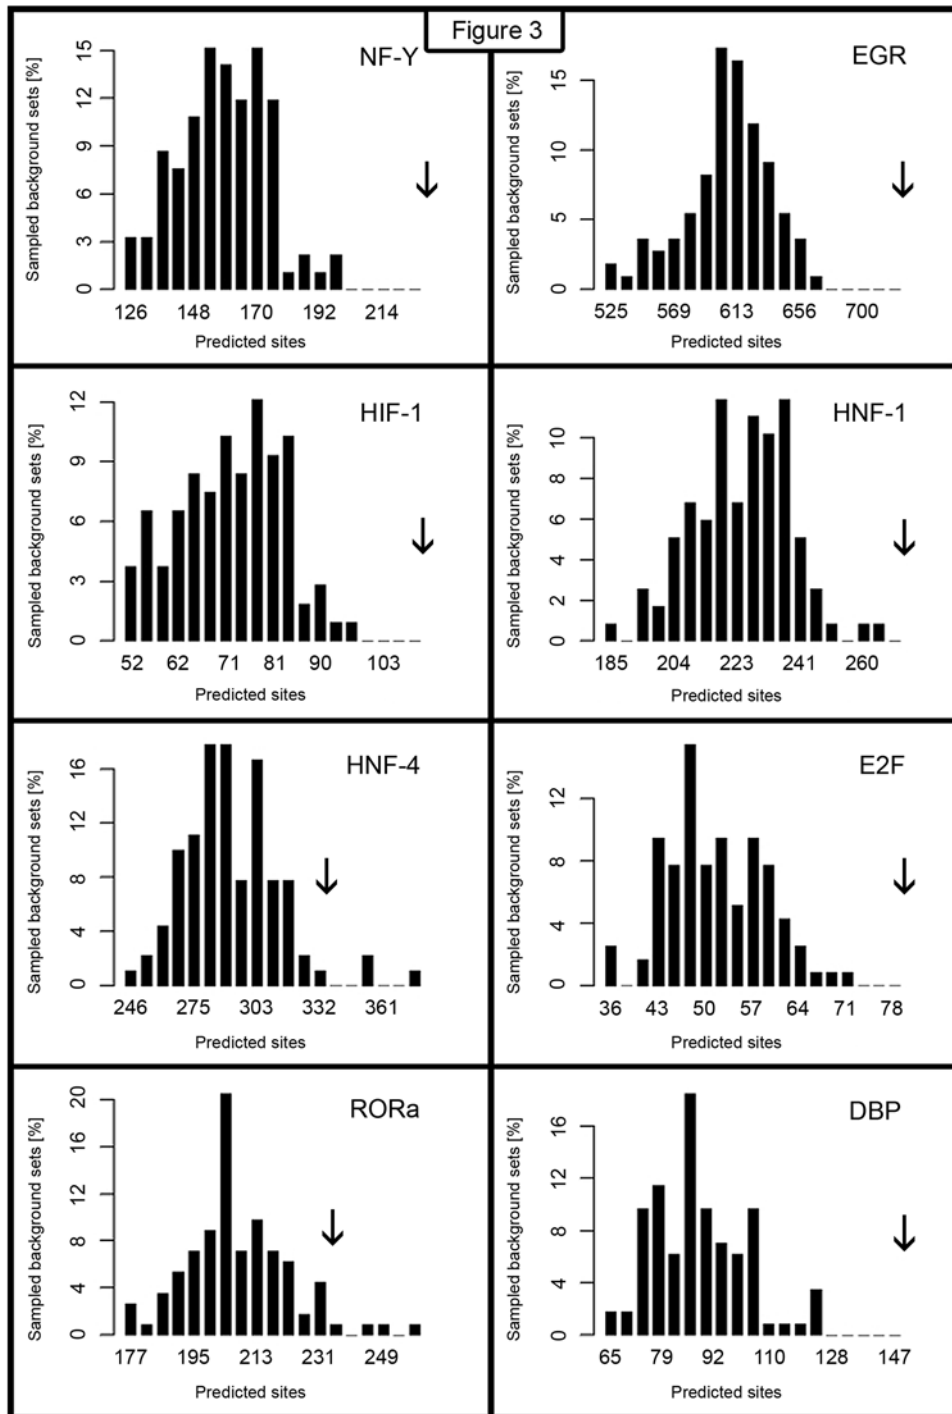 Figure 3
NF-Y
Sampled background sets [%]
0 3 6 9 12 15
126 148 170 192 214
Predicted sites
EGR
Sampled background sets [%]
0 5 10 15
525 569 613 656 700
Predicted sites
HIF-1
Sampled background sets [%]
0 3 6 9 12
52 62 71 81 90 103
Predicted sites
HNF-1
Sampled background sets [%]
0 2 4 6 8 10
185 204 223 241 260
Predicted sites
HNF-4
Sampled background sets [%]
0 4 8 12 16
246 275 303 332 361
Predicted sites
E2F
Sampled background sets [%]
0 4 8 12
36 43 50 57 64 71 78
Predicted sites
RORa
Sampled background sets [%]
0 4 8 12 16 20
177 195 213 231 249
Predicted sites
DBP
Sampled background sets [%]
0 4 8 12 16
65 79 92 110 128 147
Predicted sites